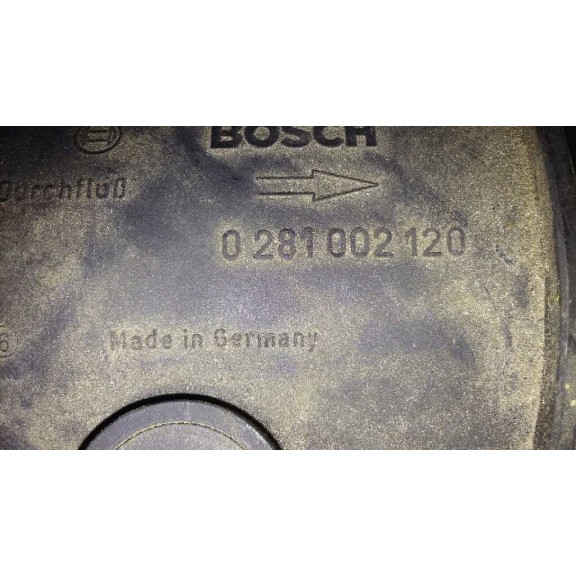 BOSCH
Durchfluß
0 281 002 120
Made in Germany